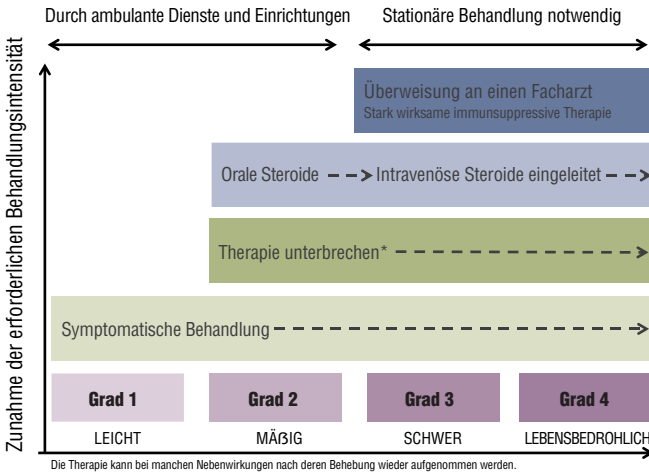 Durch ambulante Dienste und Einrichtungen
Stationäre Behandlung notwendig
Zunahme der erforderlichen Behandlungsintensität
Überweisung an einen Facharzt
Stark wirksame immunsuppressive Therapie
Orale Steroide
Intravenöse Steroide eingeleitet
Therapie unterbrechen*
Symptomatische Behandlung
Grad 1
Grad 2
Grad 3
Grad 4
LEICHT
MÄẞIG
SCHWER
LEBENSBEDROHLICH
Die Therapie kann bei manchen Nebenwirkungen nach deren Behebung wieder aufgenommen werden.